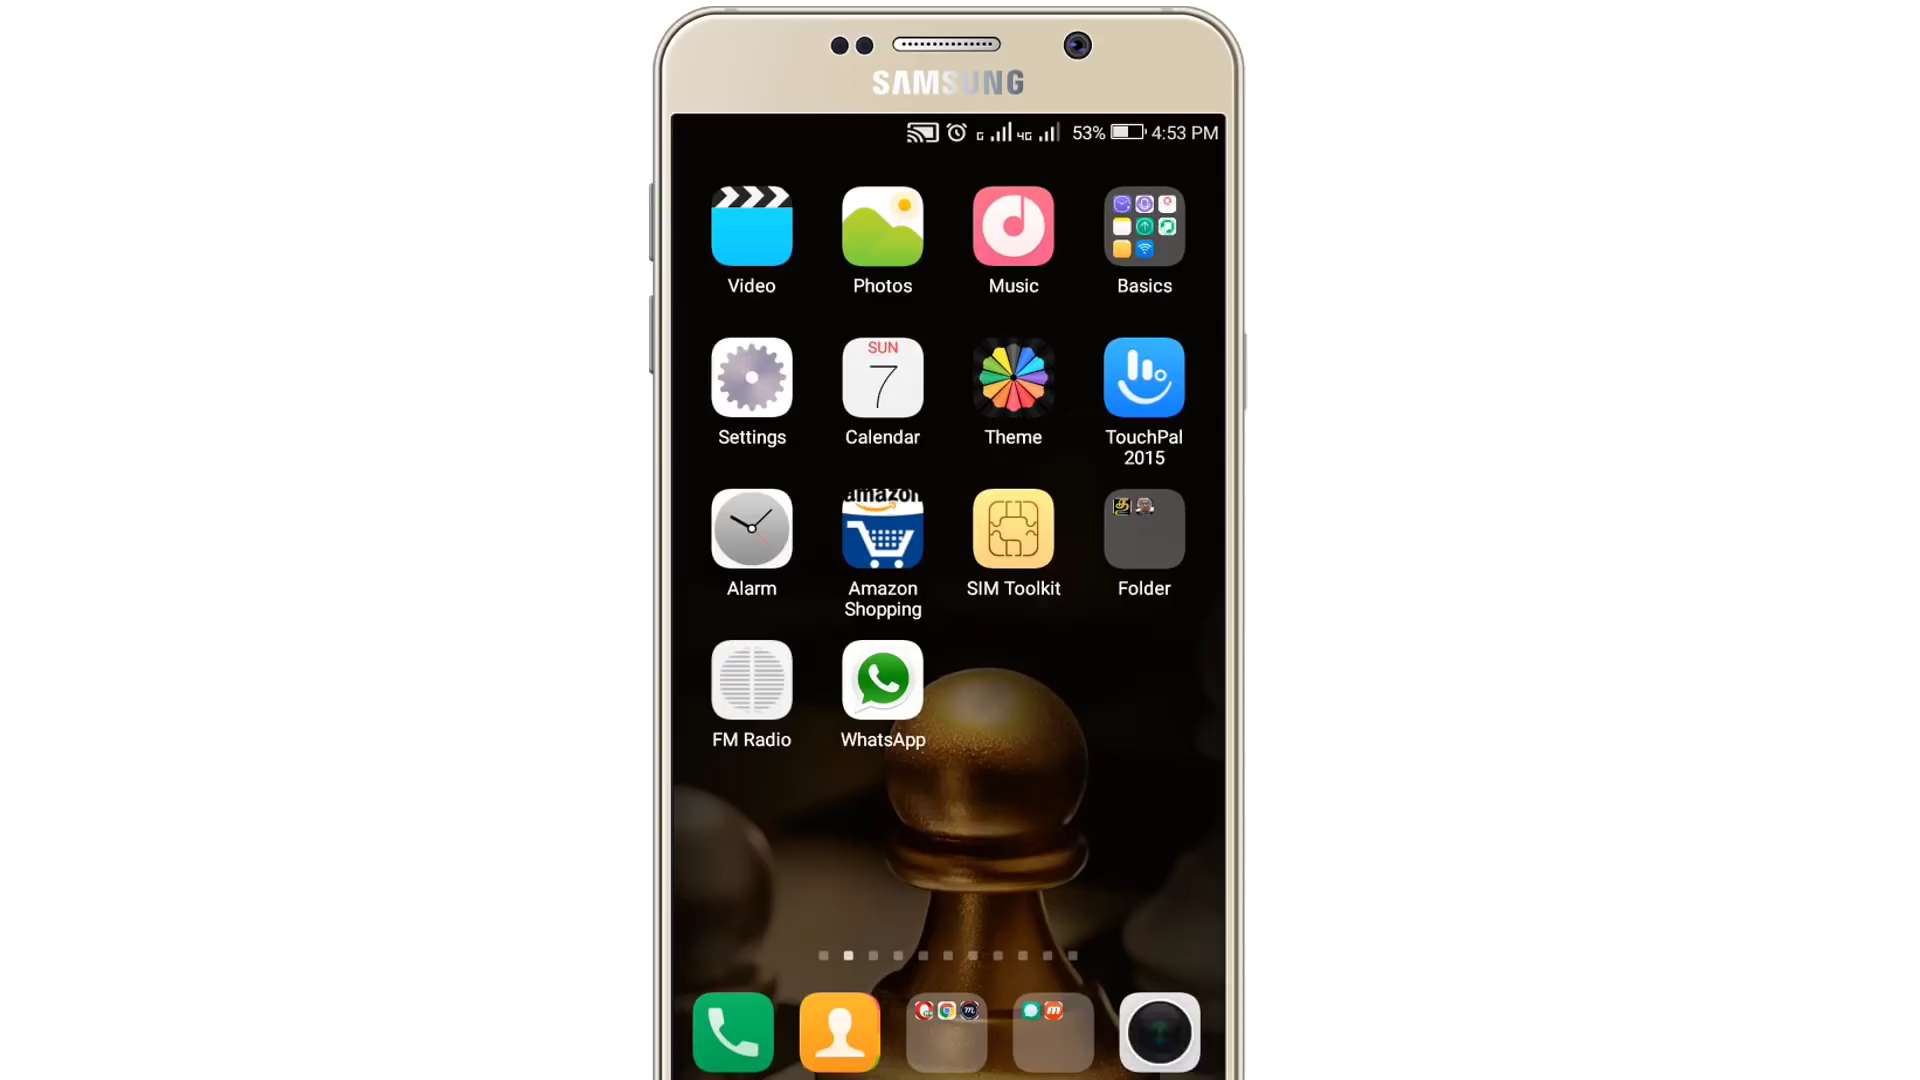 SAMSUNG
G 4G 53% 4:53 PM
Video Photos Music Basics
SUN
7
Settings Calendar Theme TouchPal
2015
amazon
Alarm Amazon SIM Toolkit Folder
Shopping
FM Radio WhatsApp
m m